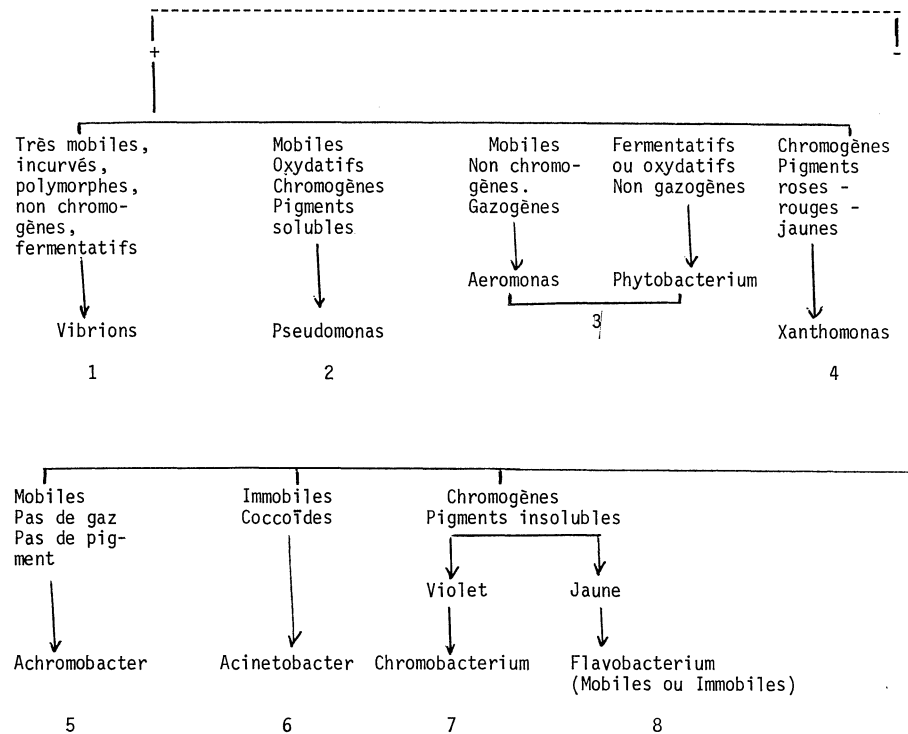 +
-
Très mobiles,
incurvés,
polymorphes,
non chromo-
gènes,
fermentatifs
Mobiles
Oxydatifs
Chromogènes
Pigments
solubles
Mobiles
Non chromo-
gènes.
Gazogènes
Fermentatifs
ou oxydatifs
Non gazogènes
Chromogènes
Pigments
roses -
rouges -
jaunes
Aeromonas
Phytobacterium
3
Vibrions
Pseudomonas
Xanthomonas
1
2
4
Mobiles
Pas de gaz
Pas de pig-
ment
Immobiles
Coccoïdes
Chromogènes
Pigments insolubles
Violet
Jaune
Achromobacter
Acinetobacter
Chromobacterium
Flavobacterium
(Mobiles ou Immobiles)
5
6
7
8